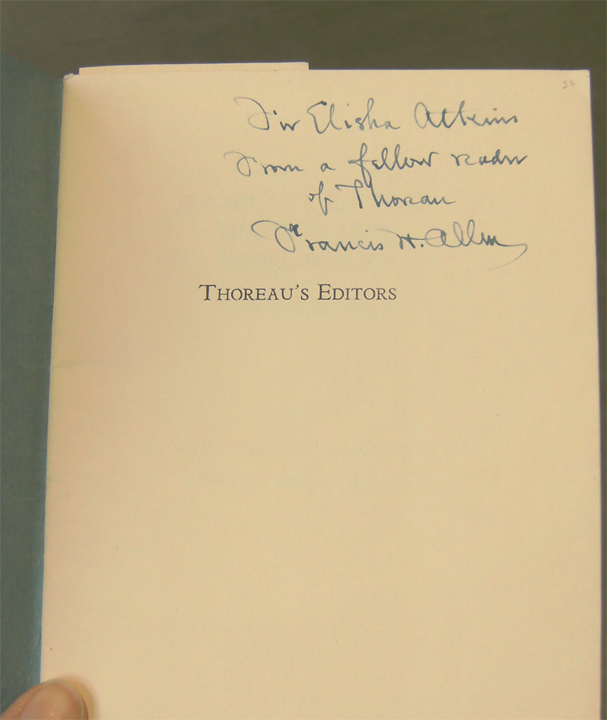 For Elisha Atkins
From a fellow reader
of Thoreau
Francis H. Allen
THOREAU'S EDITORS